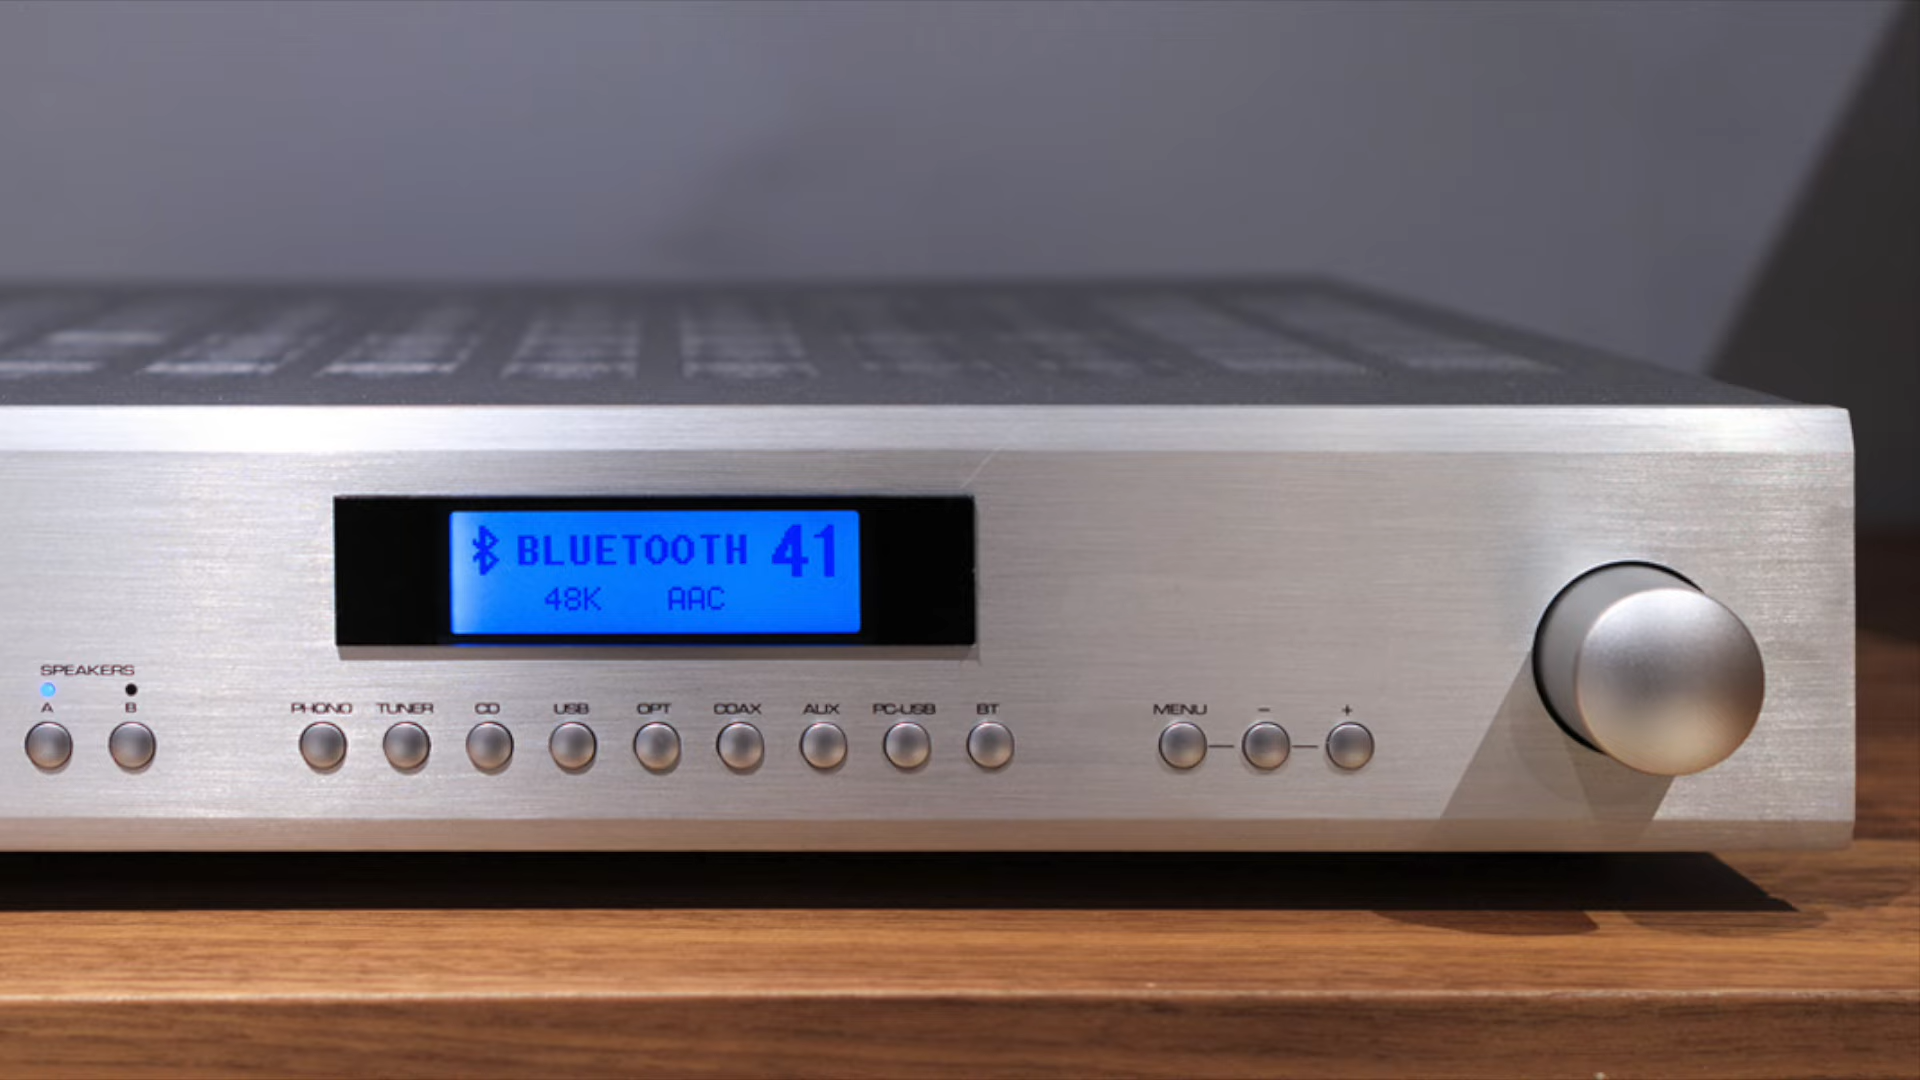 BLUETOOTH 41
48K AAC
SPEAKERS
A B
PHONO TUNER CD USB OPT COAX AUX PC-USB BT
MENU - +